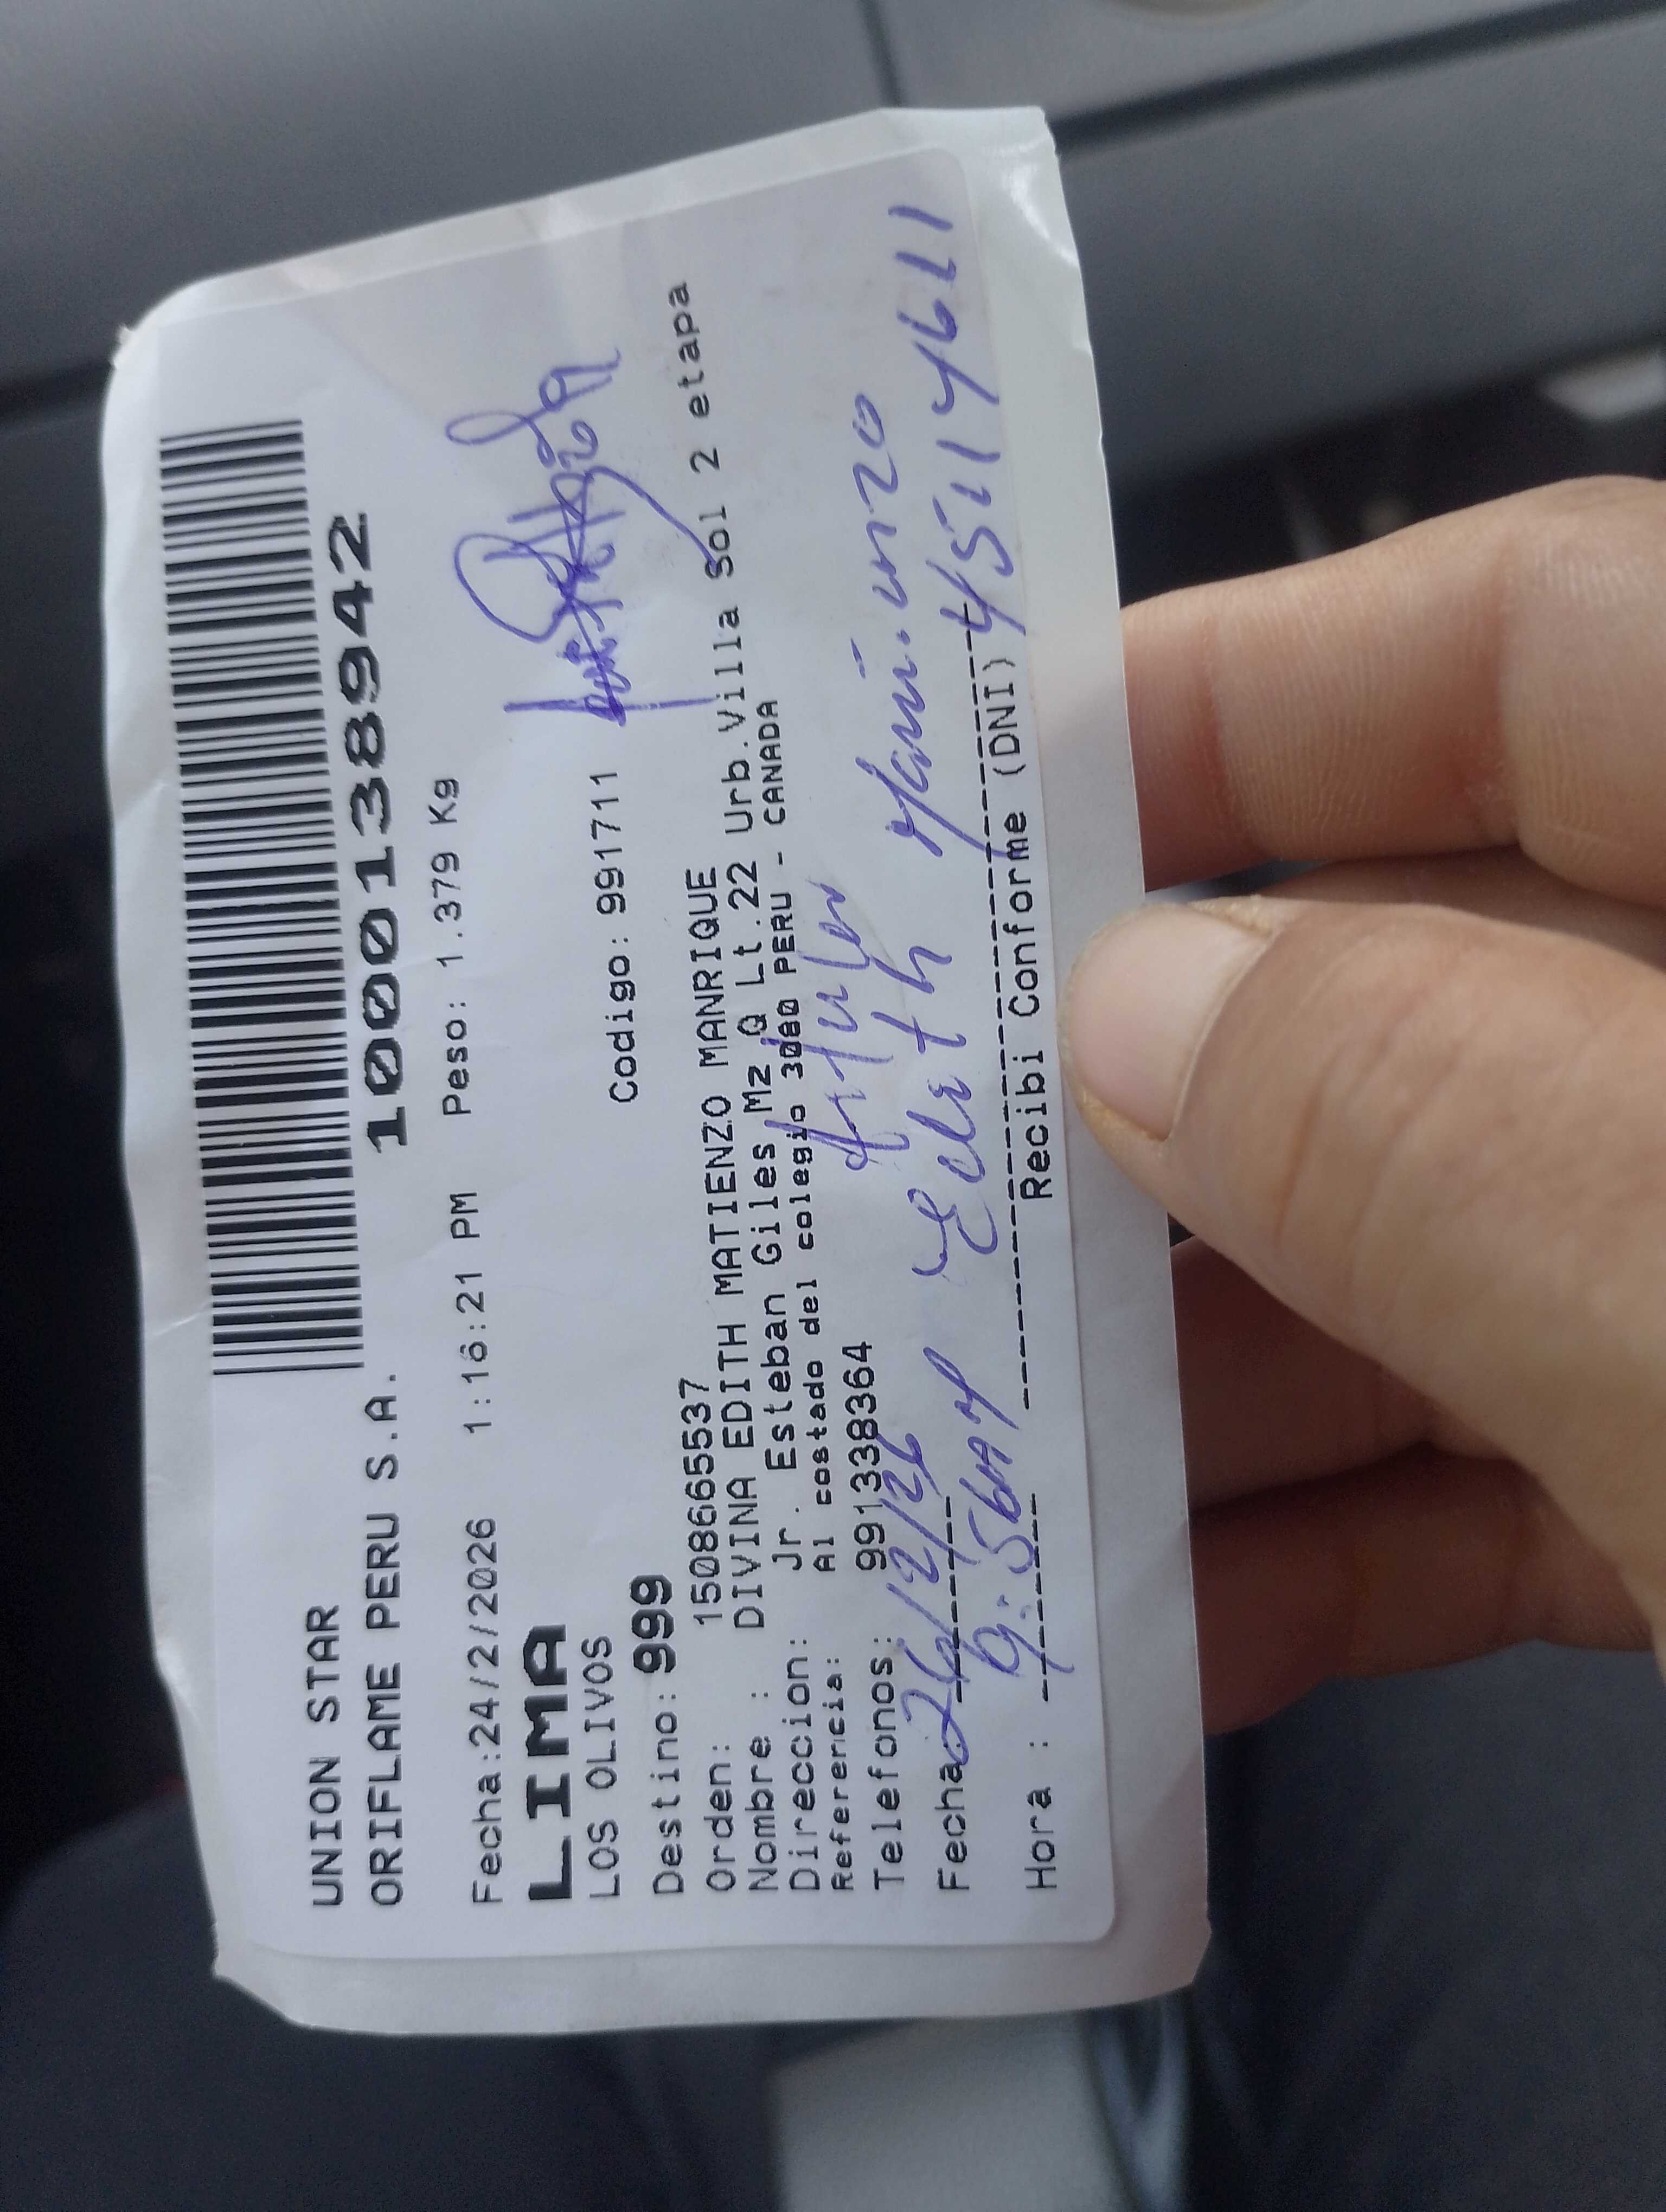 UNION STAR
ORIFLAME PERU S.A. 1000138942
Fecha:24/2/2026 1:16:21 PM Peso: 1.379 Kg
LIMA
LOS OLIVOS
Destino: 999 Codigo: 991711
Orden: 1508665537
Nombre : DIVINA EDITH MATIENZO MANRIQUE
Direccion: Jr. Esteban Giles Mz Q Lt.22 Urb.Villa Sol 2 etapa
Referencia: Al costado del colegio 3080 PERU - CANADA
Telefonos: 991338364
Fecha: 26/2/26 Edith
Hora : 9:56AM
Recibi Conforme (DNI)